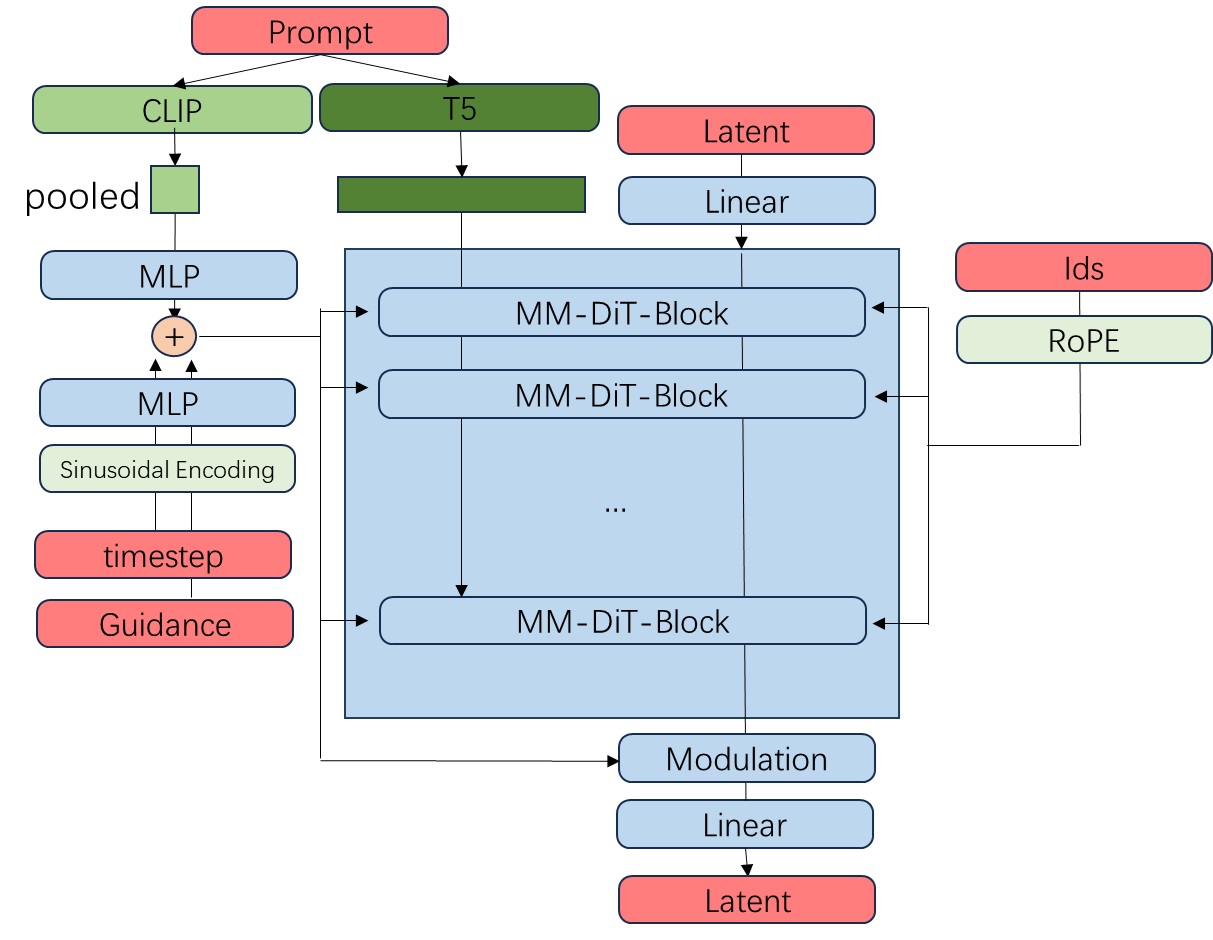 Prompt
CLIP
T5
Latent
pooled
Linear
MLP
Ids
MM-DiT-Block
+
RoPE
MLP
MM-DiT-Block
Sinusoidal Encoding
...
timestep
Guidance
MM-DiT-Block
Modulation
Linear
Latent